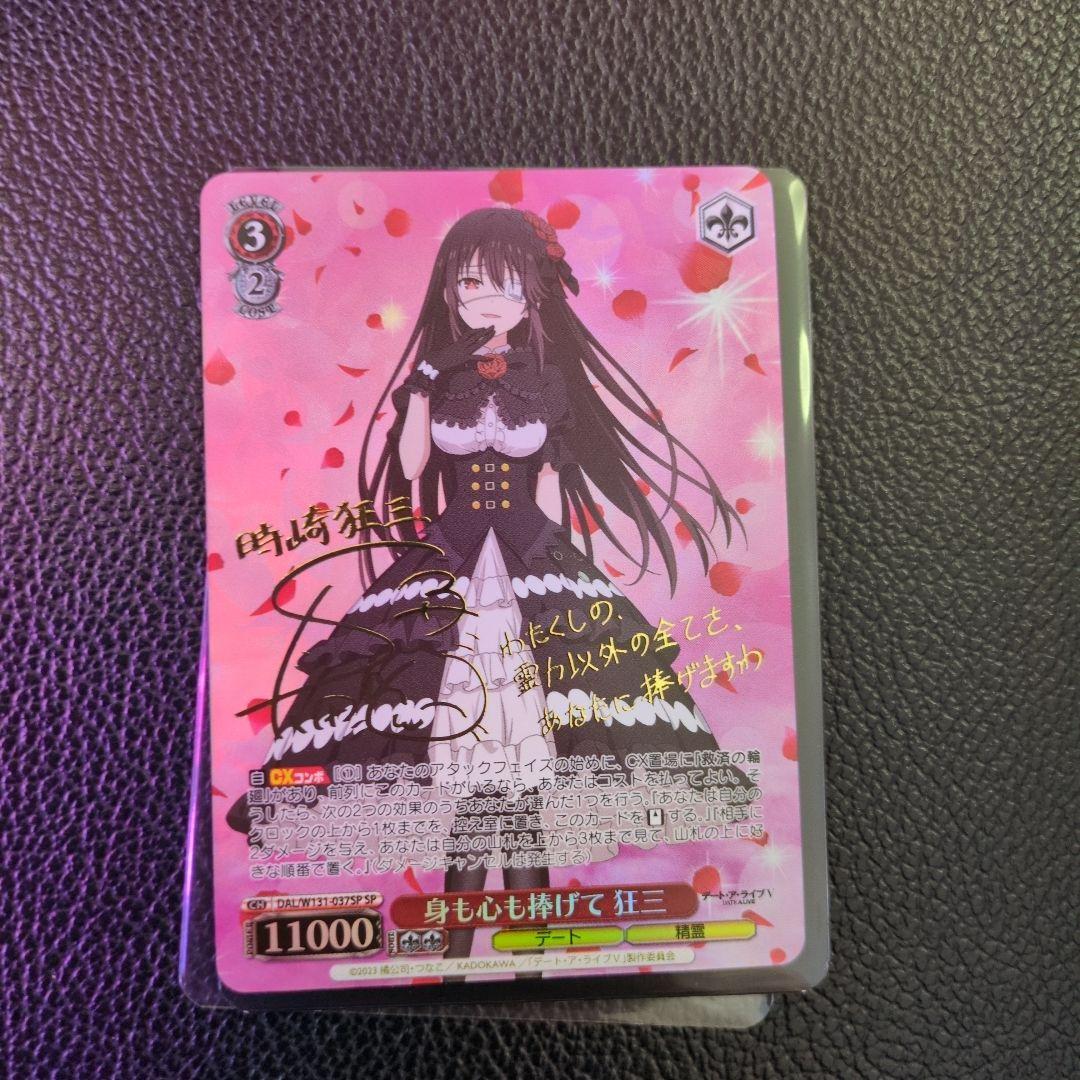 LEVEL
3
2
COST
時崎狂三
わたくしの、
霊力以外の全てを、
あなたに捧げますわ
自 CXコンボ [①] あなたのアタックフェイズの始めに、CX置場に「救済の輪
廻」があり、前列にこのカードがいるなら、あなたはコストを払ってよい。そ
うしたら、次の2つの効果のうちあなたが選んだ1つを行う。『あなたは自分の
クロックの上から1枚までを、控え室に置き、このカードを する。』『相手に
2ダメージを与え、あなたは自分の山札を上から3枚まで見て、山札の上に好
きな順番で置く。』(ダメージキャンセルは発生する)
CH DAL/W131-037SP SP
身も心も捧げて 狂三
デート・ア・ライブV
DATE A LIVE
POWER 11000 SOUL
デート 精霊
©2023 橘公司・つなこ/KADOKAWA/「デート・ア・ライブV」製作委員会